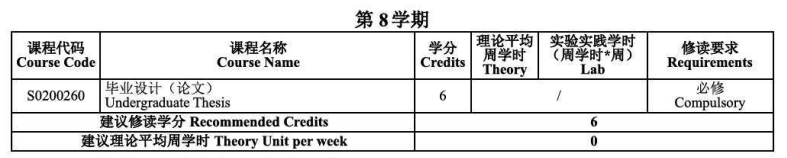 第 8 学期
课程代码 课程名称 学分 理论平均 实验实践学时 修读要求
Course Code Course Name Credits 周学时 （周学时*周） Requirements
Theory Lab
S0200260 毕业设计（论文） 6 / 必修
Undergraduate Thesis Compulsory
建议修读学分 Recommended Credits 6
建议理论平均周学时 Theory Unit per week 0